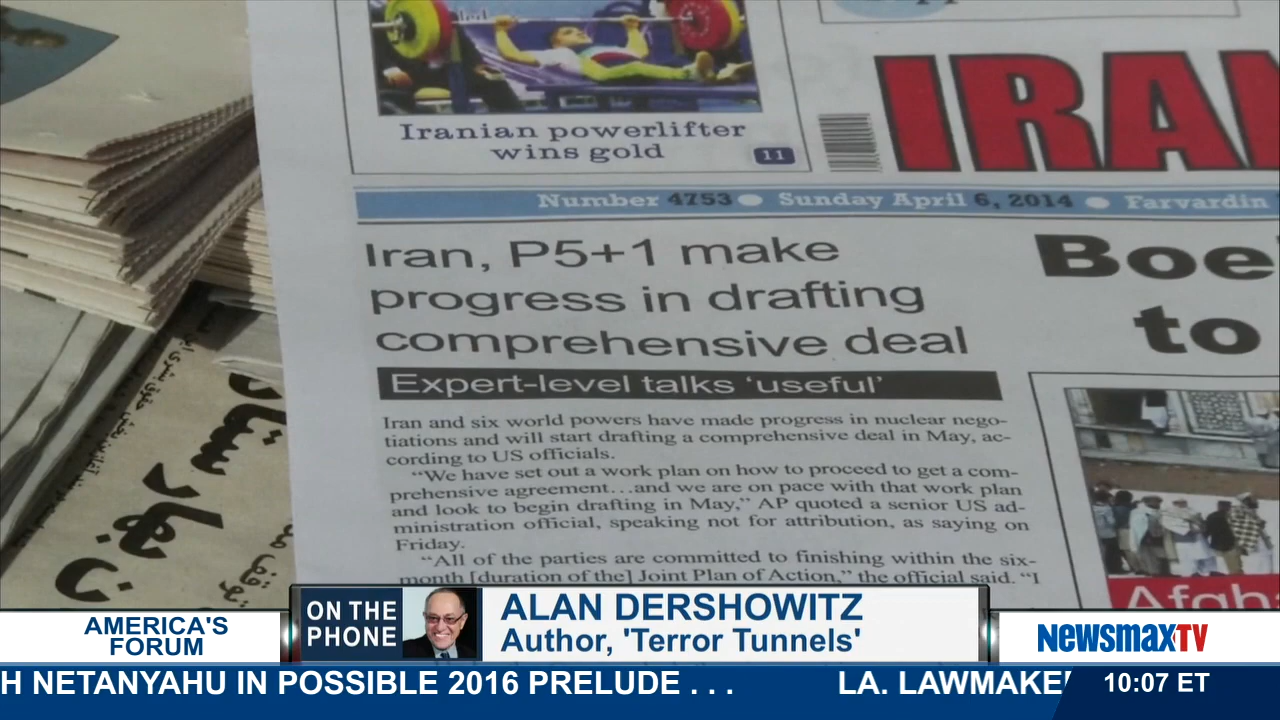 Iranian powerlifter
wins gold
11
IRA
Number 4753 ● Sunday April 6, 2014 ● Farvardin
Iran, P5+1 make
progress in drafting
comprehensive deal
Expert-level talks ‘useful’
Iran and six world powers have made progress in nuclear nego-
tiations and will start drafting a comprehensive deal in May, ac-
cording to US officials.
“We have set out a work plan on how to proceed to get a com-
prehensive agreement…and we are on pace with that work plan
and look to begin drafting in May,” AP quoted a senior US ad-
ministration official, speaking not for attribution, as saying on
Friday.
“All of the parties are committed to finishing within the six-
month [duration of the] Joint Plan of Action,” the official said. “I
Boe
to
Afgh
ON THE
PHONE
ALAN DERSHOWITZ
Author, 'Terror Tunnels'
AMERICA'S
FORUM
NEWSMAXTV
H NETANYAHU IN POSSIBLE 2016 PRELUDE . . . LA. LAWMAKE
10:07 ET